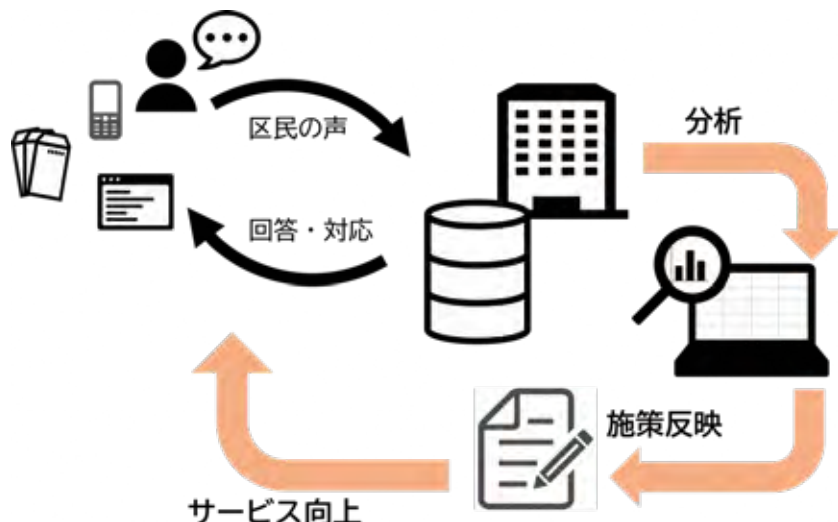 区民の声
分析
回答・対応
施策反映
サービス向上